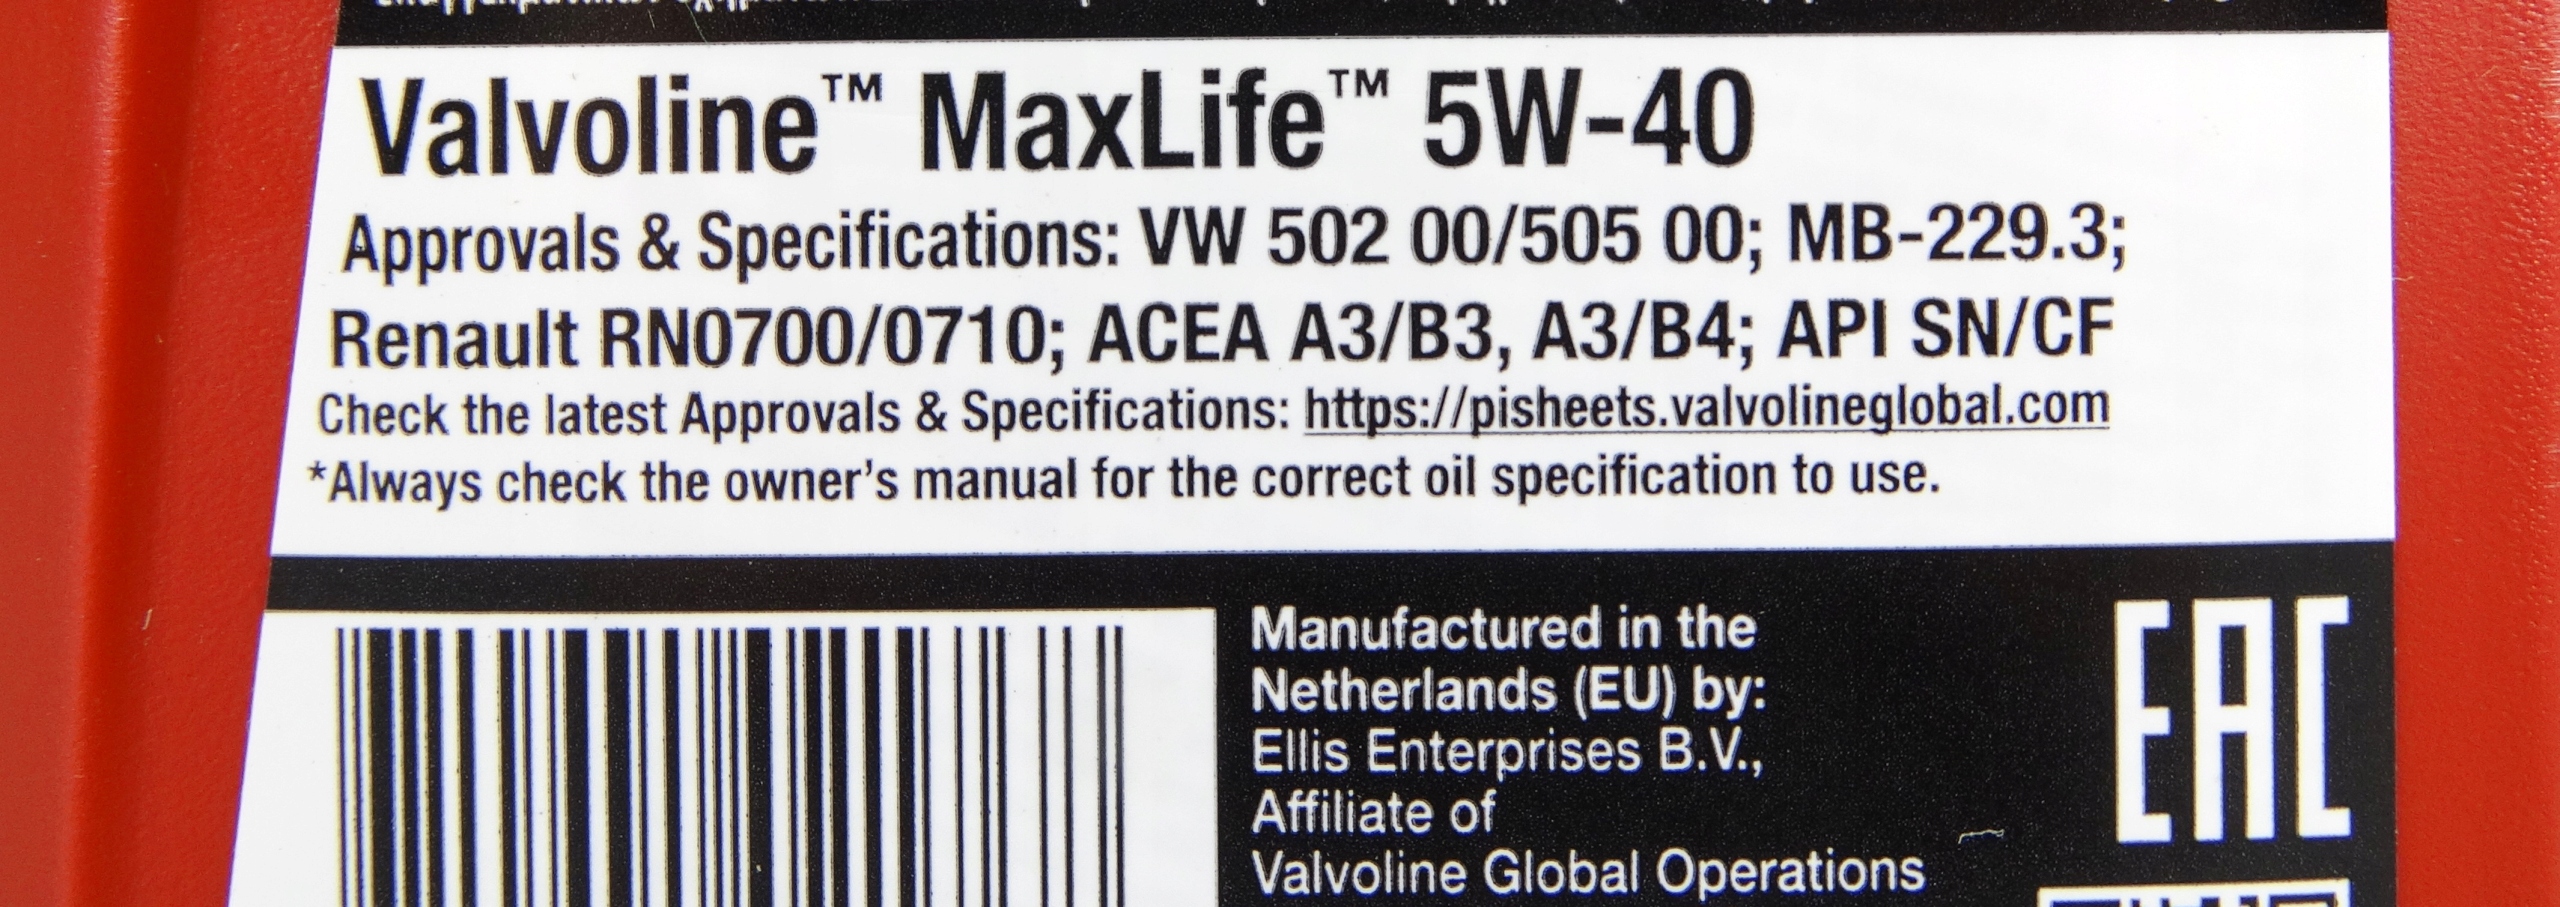 Valvoline™ MaxLife™ 5W-40
Approvals & Specifications: VW 502 00/505 00; MB-229.3;
Renault RN0700/0710; ACEA A3/B3, A3/B4; API SN/CF
Check the latest Approvals & Specifications: https://pisheets.valvolineglobal.com
*Always check the owner's manual for the correct oil specification to use.
Manufactured in the
Netherlands (EU) by:
Ellis Enterprises B.V.,
Affiliate of
Valvoline Global Operations
EAC